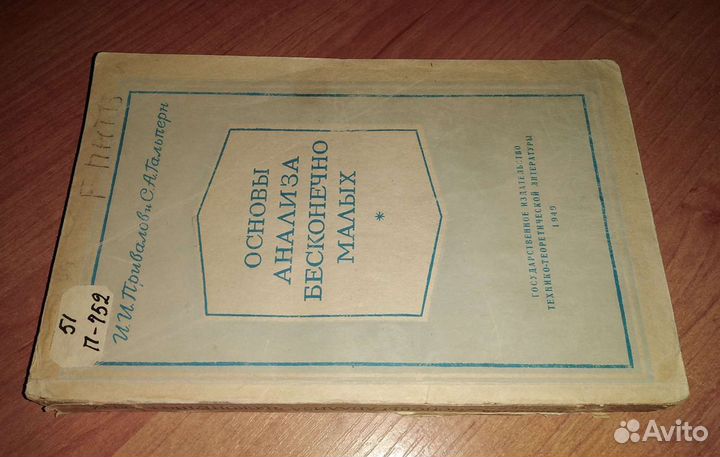 И. И. Привалов и С. А. Гальперн
ОСНОВЫ
АНАЛИЗА
БЕСКОНЕЧНО
МАЛЫХ
*
ГОСУДАРСТВЕННОЕ ИЗДАТЕЛЬСТВО
ТЕХНИКО-ТЕОРЕТИЧЕСКОЙ ЛИТЕРАТУРЫ
1949
51
П-752
Avito